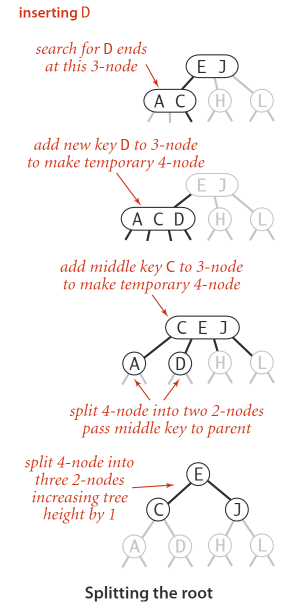 inserting D
search for D ends
at this 3-node
E J
A C H L
add new key D to 3-node
to make temporary 4-node
E J
A C D H L
add middle key C to 3-node
to make temporary 4-node
C E J
A D H L
split 4-node into two 2-nodes
pass middle key to parent
split 4-node into
three 2-nodes
increasing tree
height by 1
E
C J
A D H L
Splitting the root